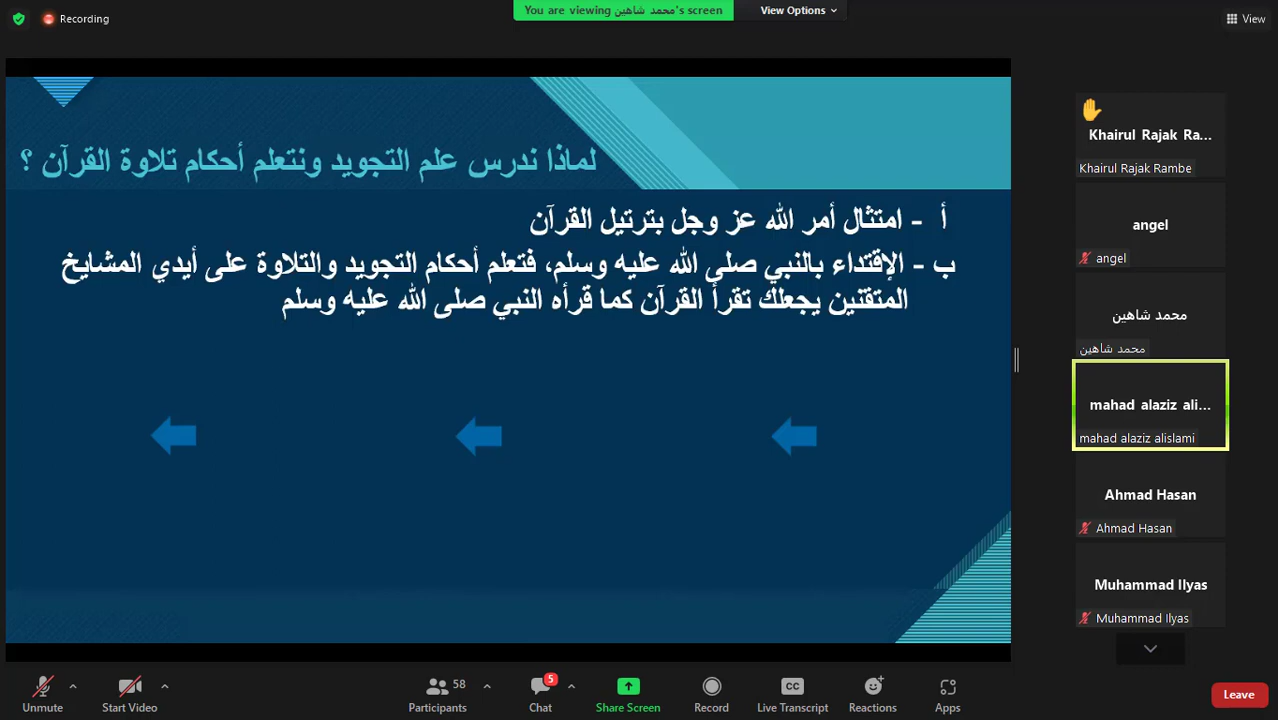 Recording
You are viewing محمد شاهين's screen
View Options
View
لماذا ندرس علم التجويد ونتعلم أحكام تلاوة القرآن ؟
أ - امتثال أمر الله عز وجل بترتيل القرآن
ب - الإقتداء بالنبي صلى الله عليه وسلم، فتعلم أحكام التجويد والتلاوة على أيدي المشايخ
المتقنين يجعلك تقرأ القرآن كما قرأه النبي صلى الله عليه وسلم
Khairul Rajak Ra...
Khairul Rajak Rambe
angel
angel
محمد شاهين
محمد شاهين
mahad alaziz ali...
mahad alaziz alislami
Ahmad Hasan
Ahmad Hasan
Muhammad Ilyas
Muhammad Ilyas
Unmute
Start Video
58
Participants
5
Chat
Share Screen
Record
CC
Live Transcript
Reactions
Apps
Leave